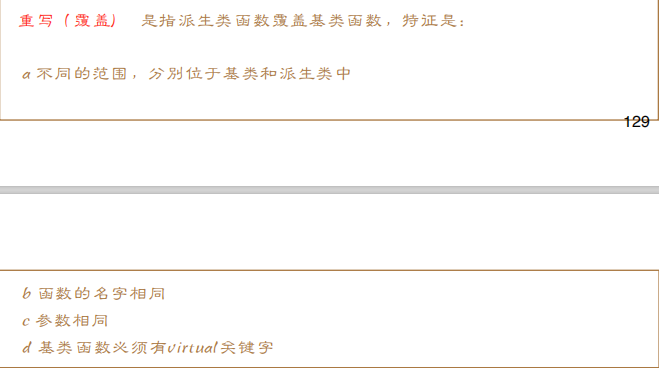 重写（覆盖） 是指派生类函数覆盖基类函数，特征是：
a 不同的范围，分别位于基类和派生类中
129
b 函数的名字相同
c 参数相同
d 基类函数必须有virtual关键字